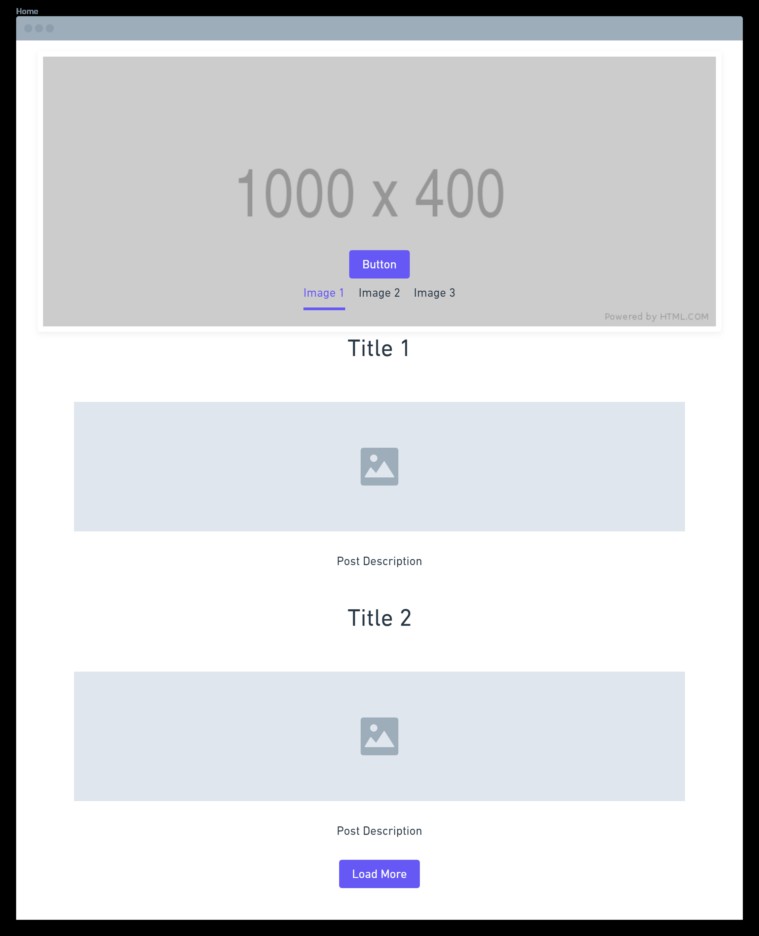 Home
1000 x 400
Button
Image 1 Image 2 Image 3
Powered by HTML.COM
Title 1
Post Description
Title 2
Post Description
Load More